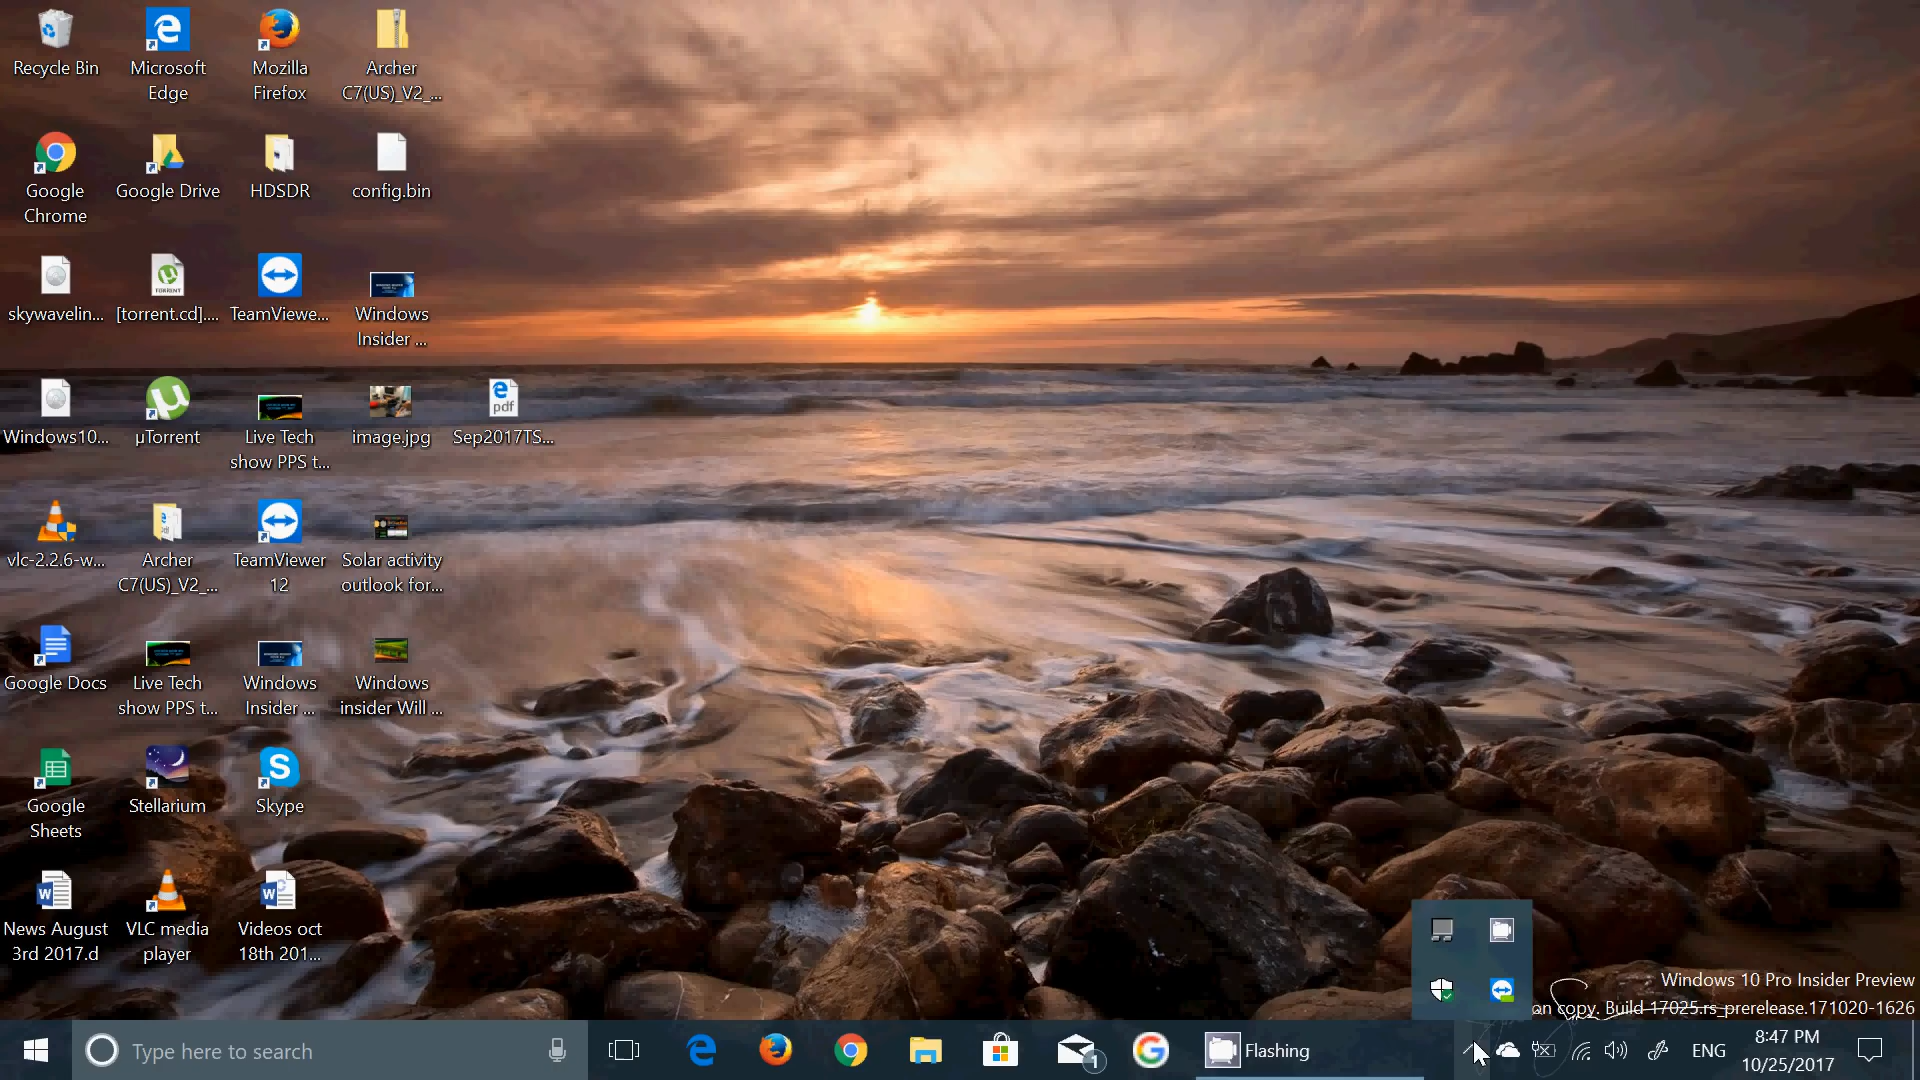 Recycle Bin
Microsoft
Edge
Mozilla
Firefox
Archer
C7(US)_V2_...
Google
Chrome
Google Drive
HDSDR
config.bin
skywavelin...
[torrent.cd]....
TORRENT
TeamViewe...
Windows
Insider ...
Windows10...
µTorrent
Live Tech
show PPS t...
image.jpg
pdf
Sep2017TS...
vlc-2.2.6-w...
Archer
C7(US)_V2_...
TeamViewer
12
Solar activity
outlook for...
Google Docs
Live Tech
show PPS t...
Windows
Insider ...
Windows
insider Will ...
Google
Sheets
Stellarium
Skype
News August
3rd 2017.d
VLC media
player
Videos oct
18th 201...
Windows 10 Pro Insider Preview
on copy. Build 17025.rs_prerelease.171020-1626
Type here to search
1
Flashing
ENG
8:47 PM
10/25/2017